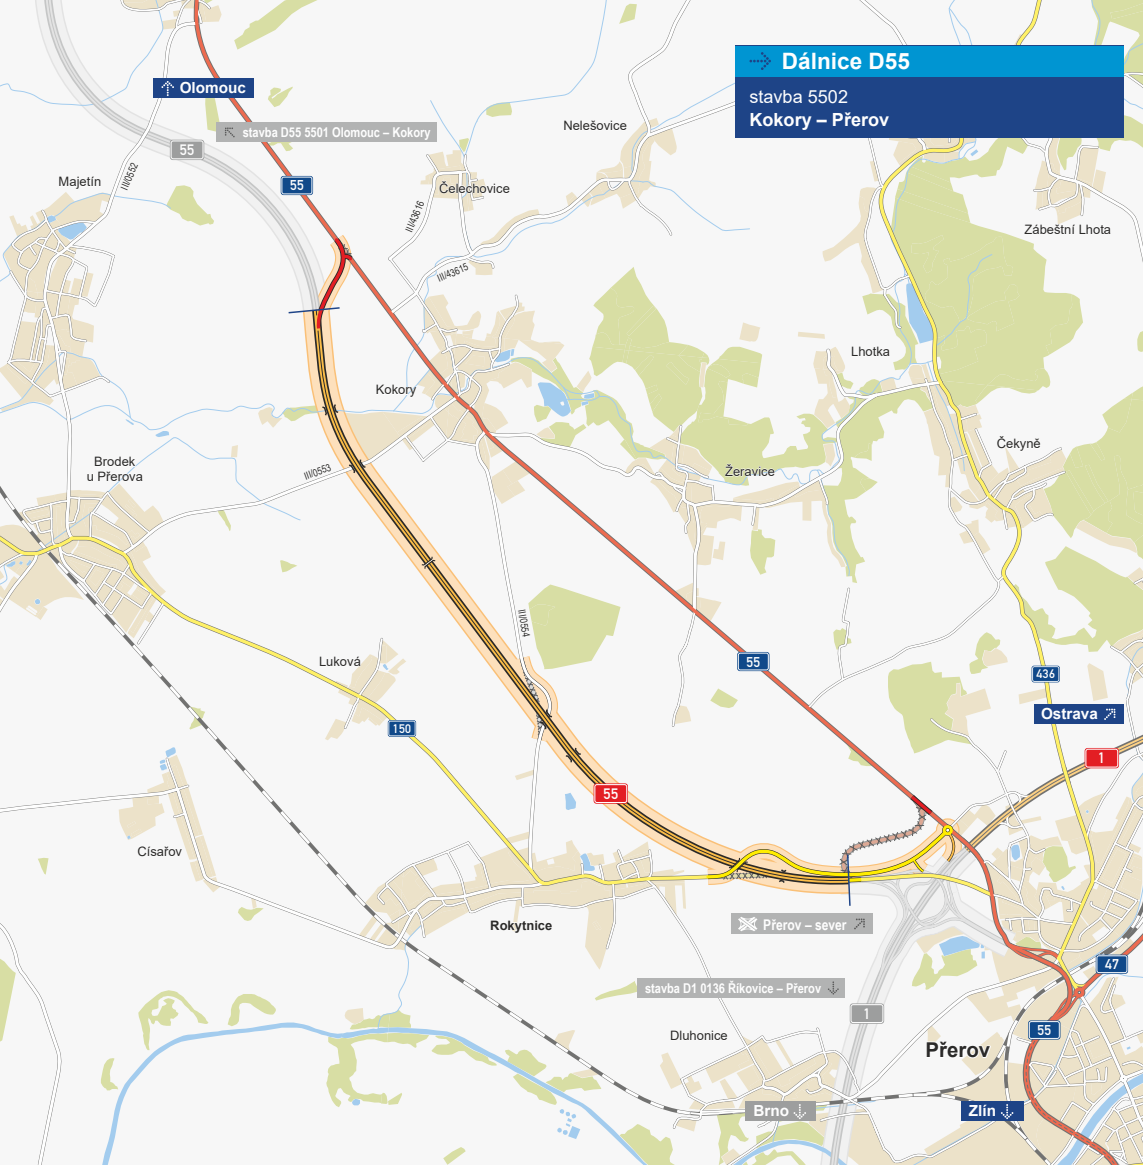 Dálnice D55
stavba 5502
Kokory – Přerov
Olomouc
stavba D55 5501 Olomouc – Kokory
Nelešovice
55
III/0552
Majetín
55
Čelechovice
III/43616
Zábeštní Lhota
III/43615
Lhotka
Kokory
Čekyně
Brodek
u Přerova
III/0553
Žeravice
III/0554
Luková
55
436
Ostrava
150
1
55
Císařov
Rokytnice
Přerov – sever
47
stavba D1 0136 Říkovice – Přerov
1
55
Dluhonice
Přerov
Brno
Zlín